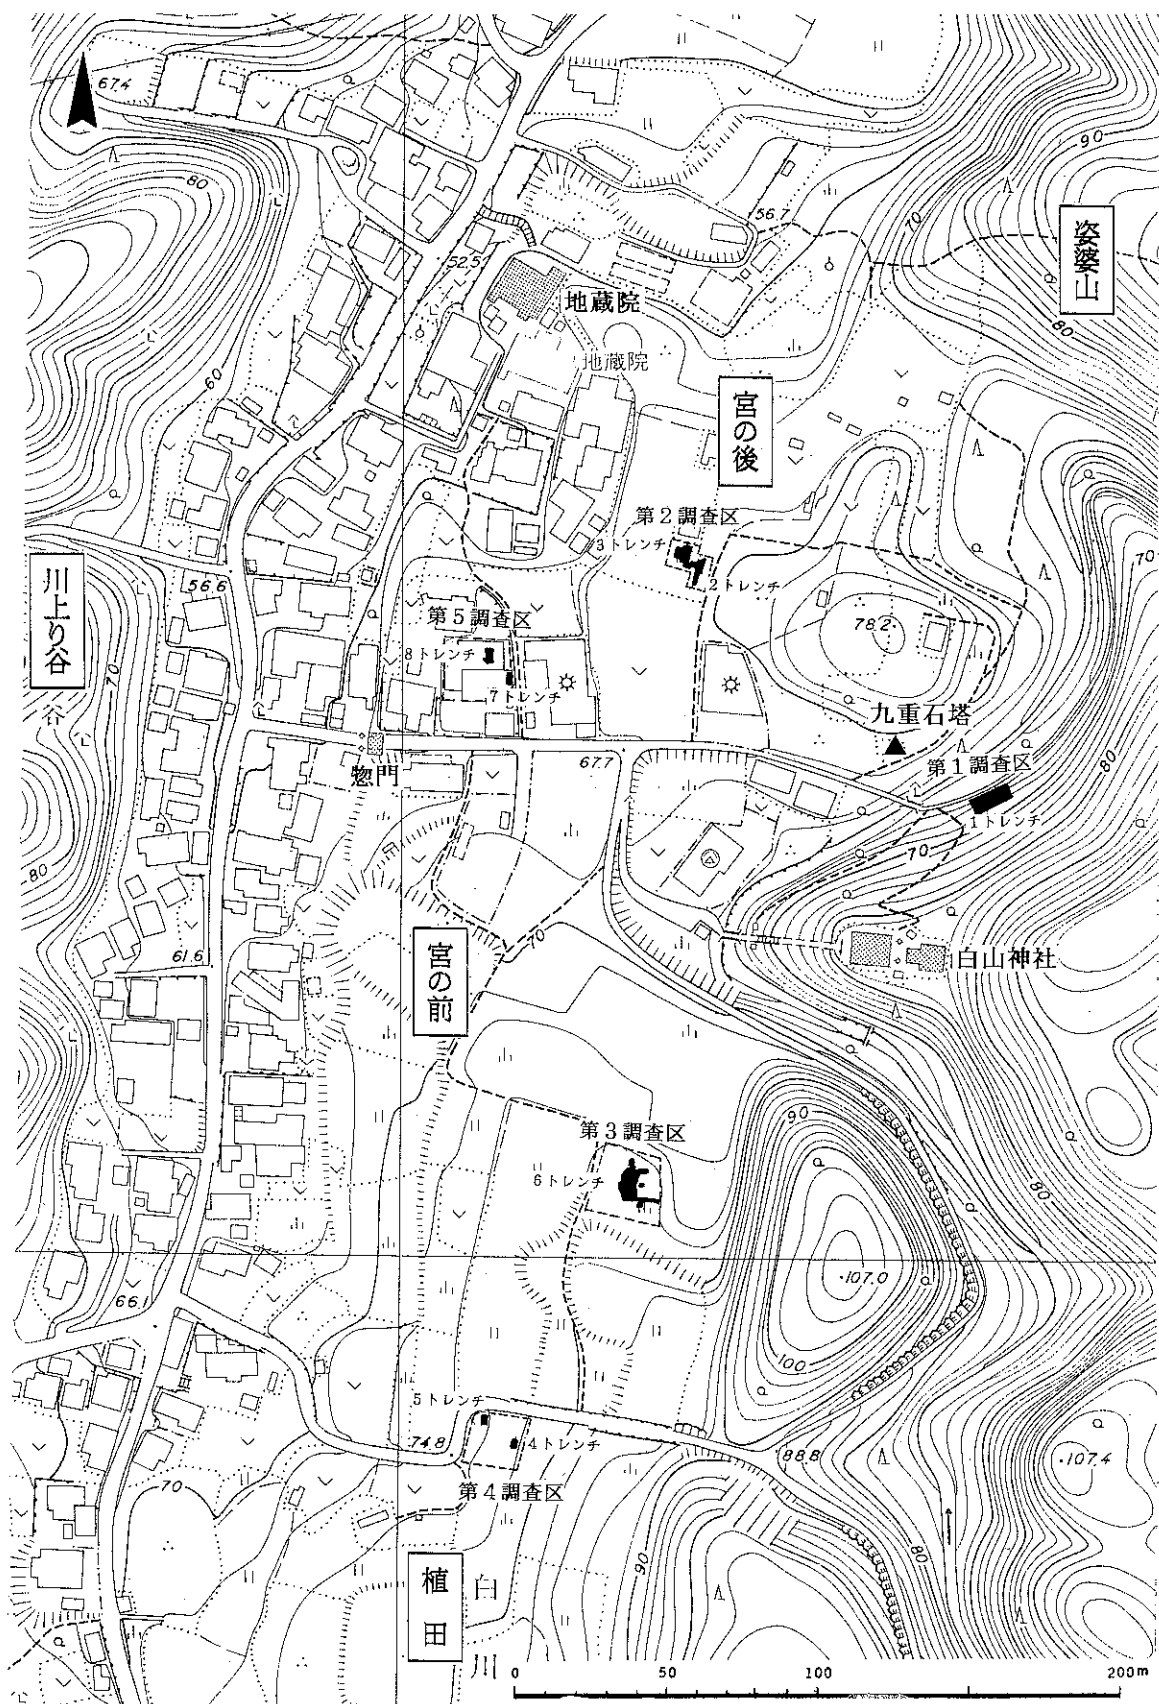 67.4
80
90
70
56.7
姿婆山
52.5
80
地蔵院
地蔵院
60
宮の後
第2調査区
3トレンチ
2トレンチ
70
川上り谷
56.6
第5調査区
78.2
8トレンチ
7トレンチ
70
谷
九重石塔
惣門
67.7
第1調査区
80
1トレンチ
70
80
70
宮の前
61.6
白山神社
90
第3調査区
6トレンチ
80
107.0
66.1
100
5トレンチ
74.8
4トレンチ
88.8
107.4
70
第4調査区
80
90
植田
白川
0 50 100 200m